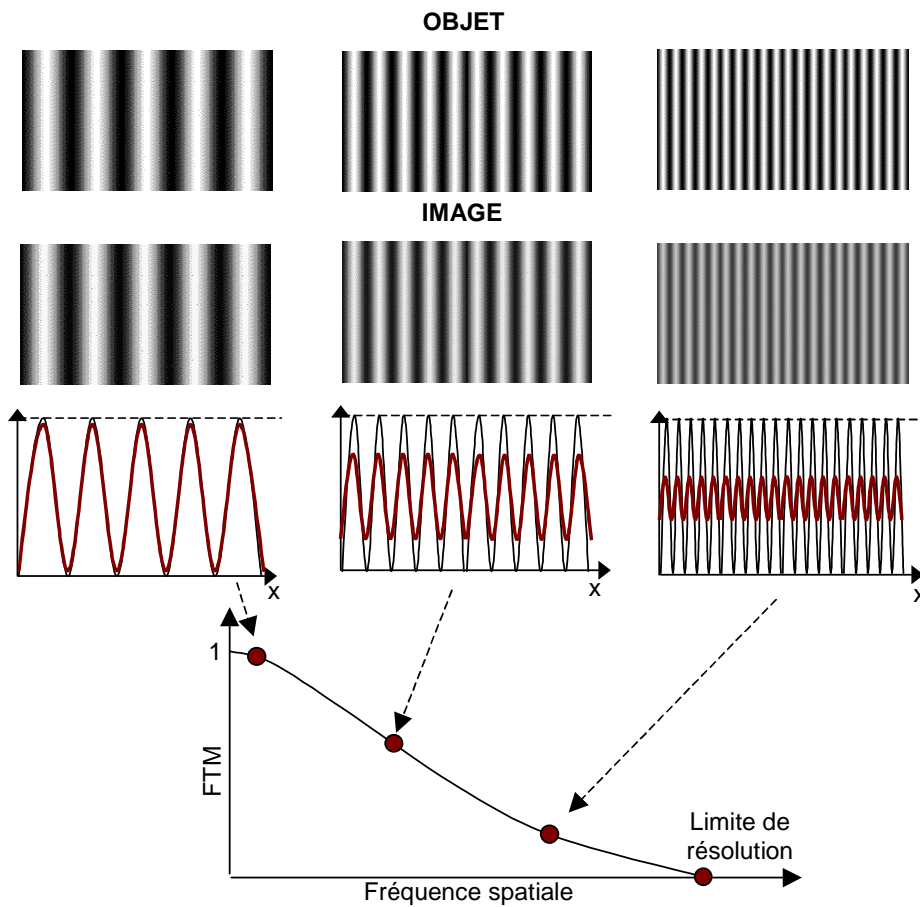 OBJET
IMAGE
x
x
x
1
FTM
Limite de
résolution
Fréquence spatiale